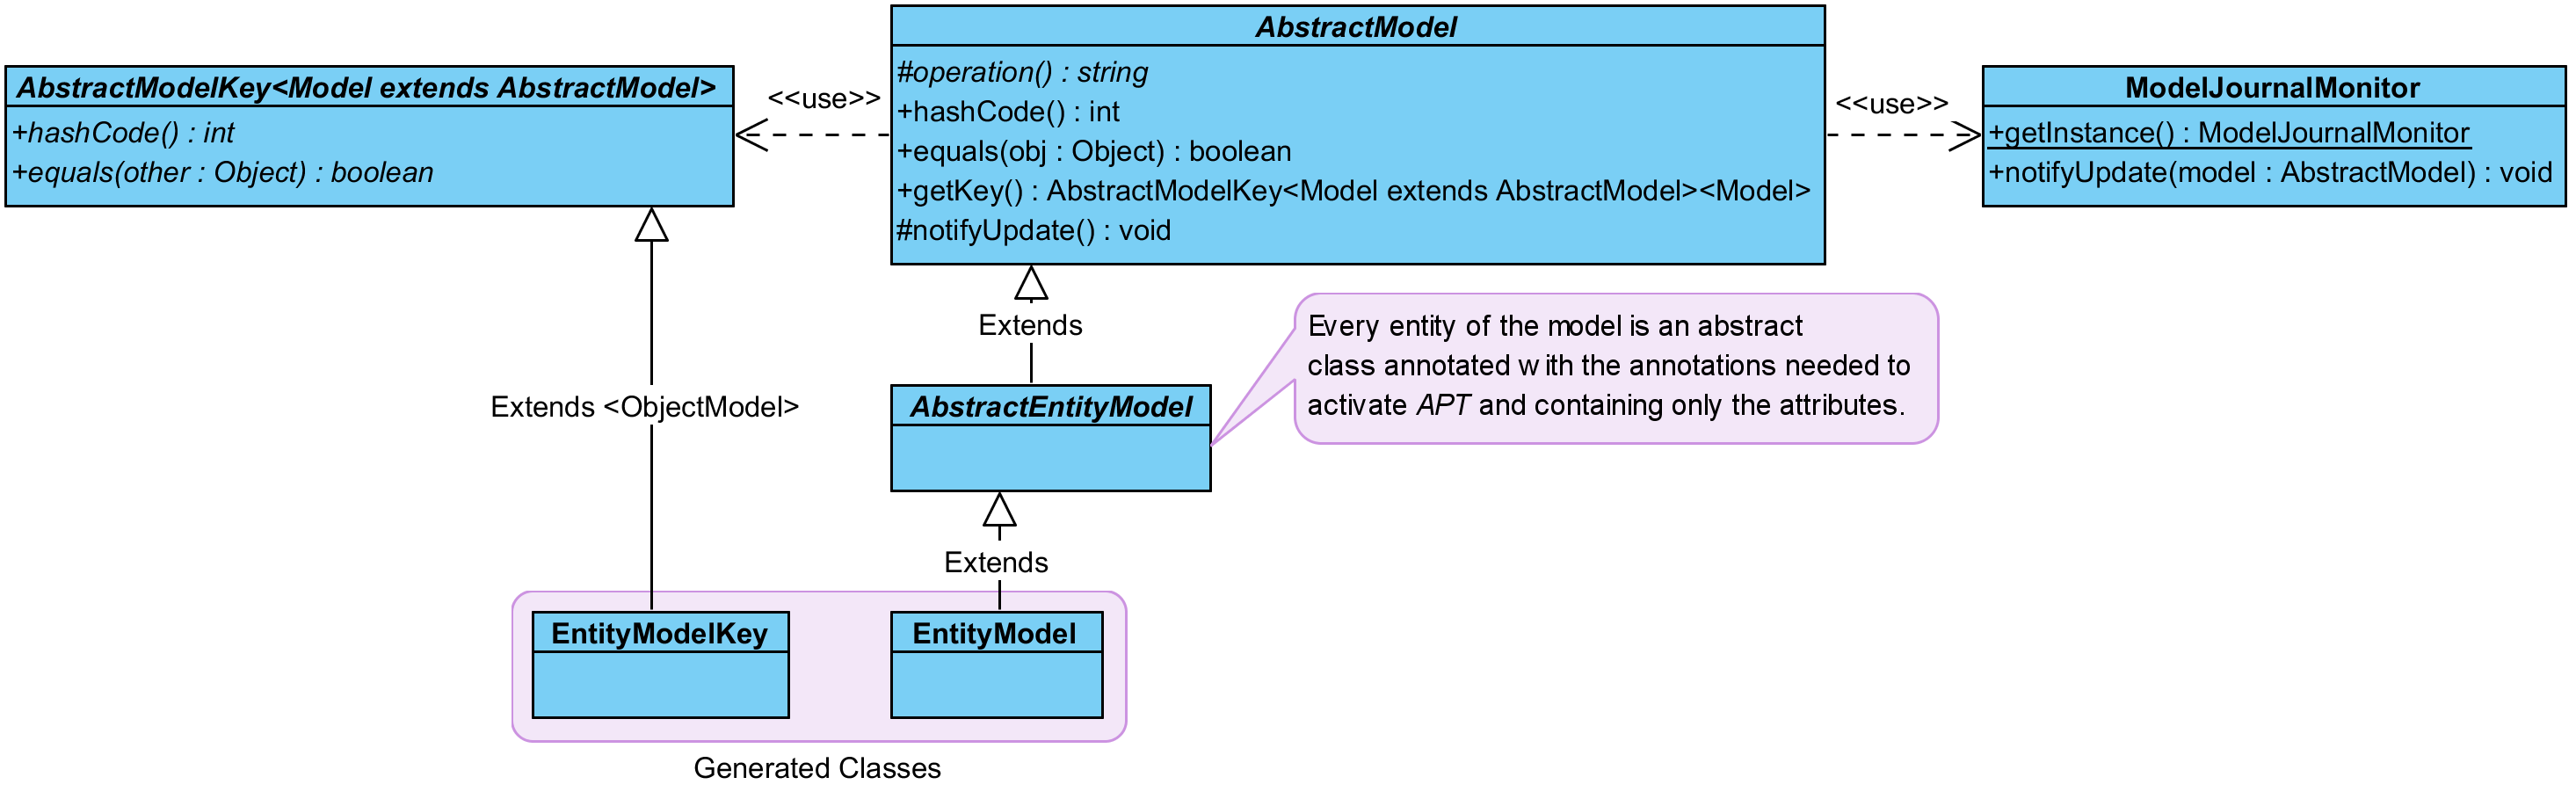 AbstractModelKey<Model extends AbstractModel>
+hashCode() : int
+equals(other : Object) : boolean
<<use>>
AbstractModel
#operation() : string
+hashCode() : int
+equals(obj : Object) : boolean
+getKey() : AbstractModelKey<Model extends AbstractModel><Model>
#notifyUpdate() : void
<<use>>
ModelJournalMonitor
+getInstance() : ModelJournalMonitor
+notifyUpdate(model : AbstractModel) : void
Extends
Every entity of the model is an abstract
class annotated with the annotations needed to
activate APT and containing only the attributes.
Extends <ObjectModel>
AbstractEntityModel
Extends
EntityModelKey
EntityModel
Generated Classes